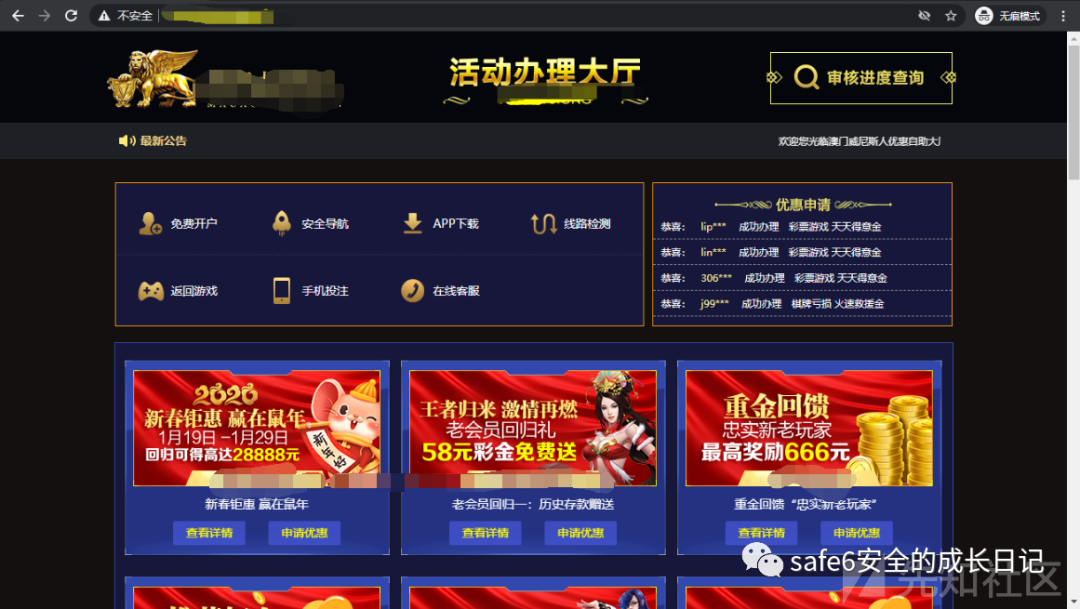 不安全
无痕模式
活动办理大厅
审核进度查询
最新公告
欢迎您光临澳门威尼斯人优惠自助大
免费开户
安全导航
APP下载
线路检测
返回游戏
手机投注
在线客服
优惠申请
恭喜: lip*** 成功办理 彩票游戏 天天得意金
恭喜: lin*** 成功办理 彩票游戏 天天得意金
恭喜: 306*** 成功办理 彩票游戏 天天得意金
恭喜: j99*** 成功办理 棋牌亏损 火速救援金
2020
新春钜惠 赢在鼠年
1月19日-1月29日
回归可得高达28888元
新年好
新春钜惠 赢在鼠年
查看详情 申请优惠
王者归来 激情再燃
老会员回归礼
58元彩金免费送
老会员回归一：历史存款赠送
查看详情 申请优惠
重金回馈
忠实新老玩家
最高奖励666元
重金回馈“忠实新老玩家”
查看详情 申请优惠
safe6安全的成长日记
先知社区